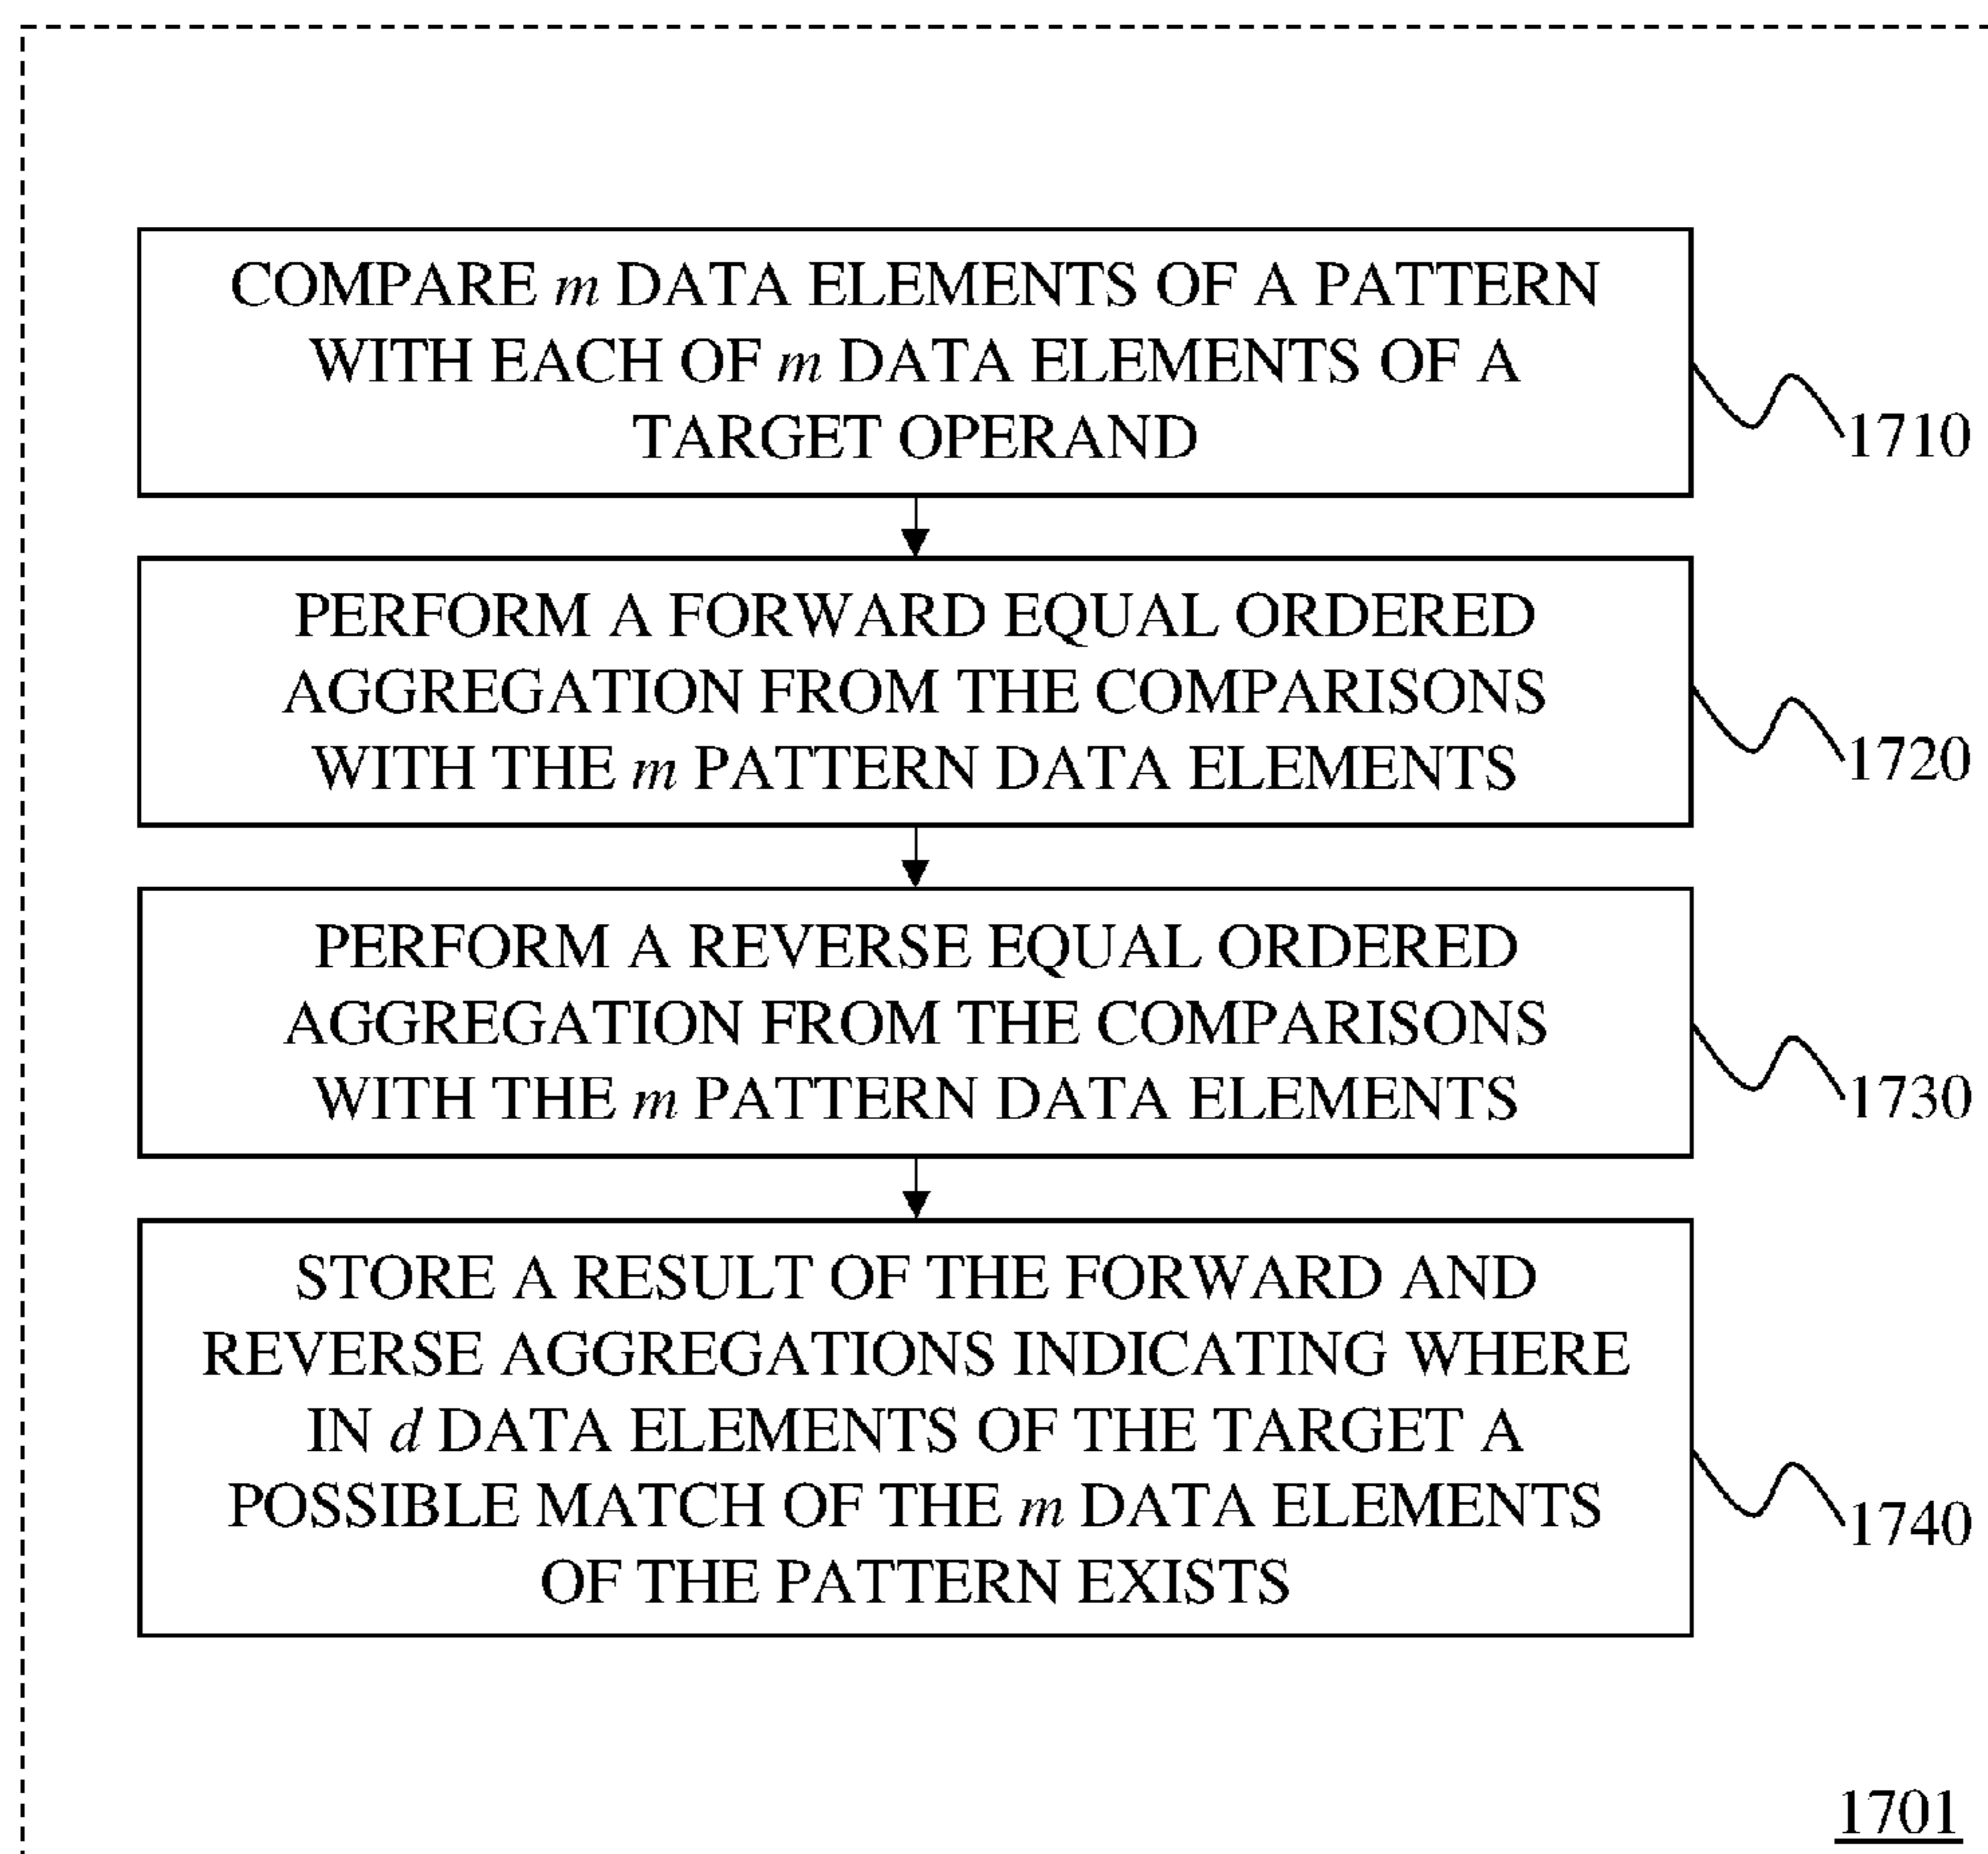 COMPARE m DATA ELEMENTS OF A PATTERN
WITH EACH OF m DATA ELEMENTS OF A
TARGET OPERAND
1710
PERFORM A FORWARD EQUAL ORDERED
AGGREGATION FROM THE COMPARISONS
WITH THE m PATTERN DATA ELEMENTS
1720
PERFORM A REVERSE EQUAL ORDERED
AGGREGATION FROM THE COMPARISONS
WITH THE m PATTERN DATA ELEMENTS
1730
STORE A RESULT OF THE FORWARD AND
REVERSE AGGREGATIONS INDICATING WHERE
IN d DATA ELEMENTS OF THE TARGET A
POSSIBLE MATCH OF THE m DATA ELEMENTS
OF THE PATTERN EXISTS
1740
1701